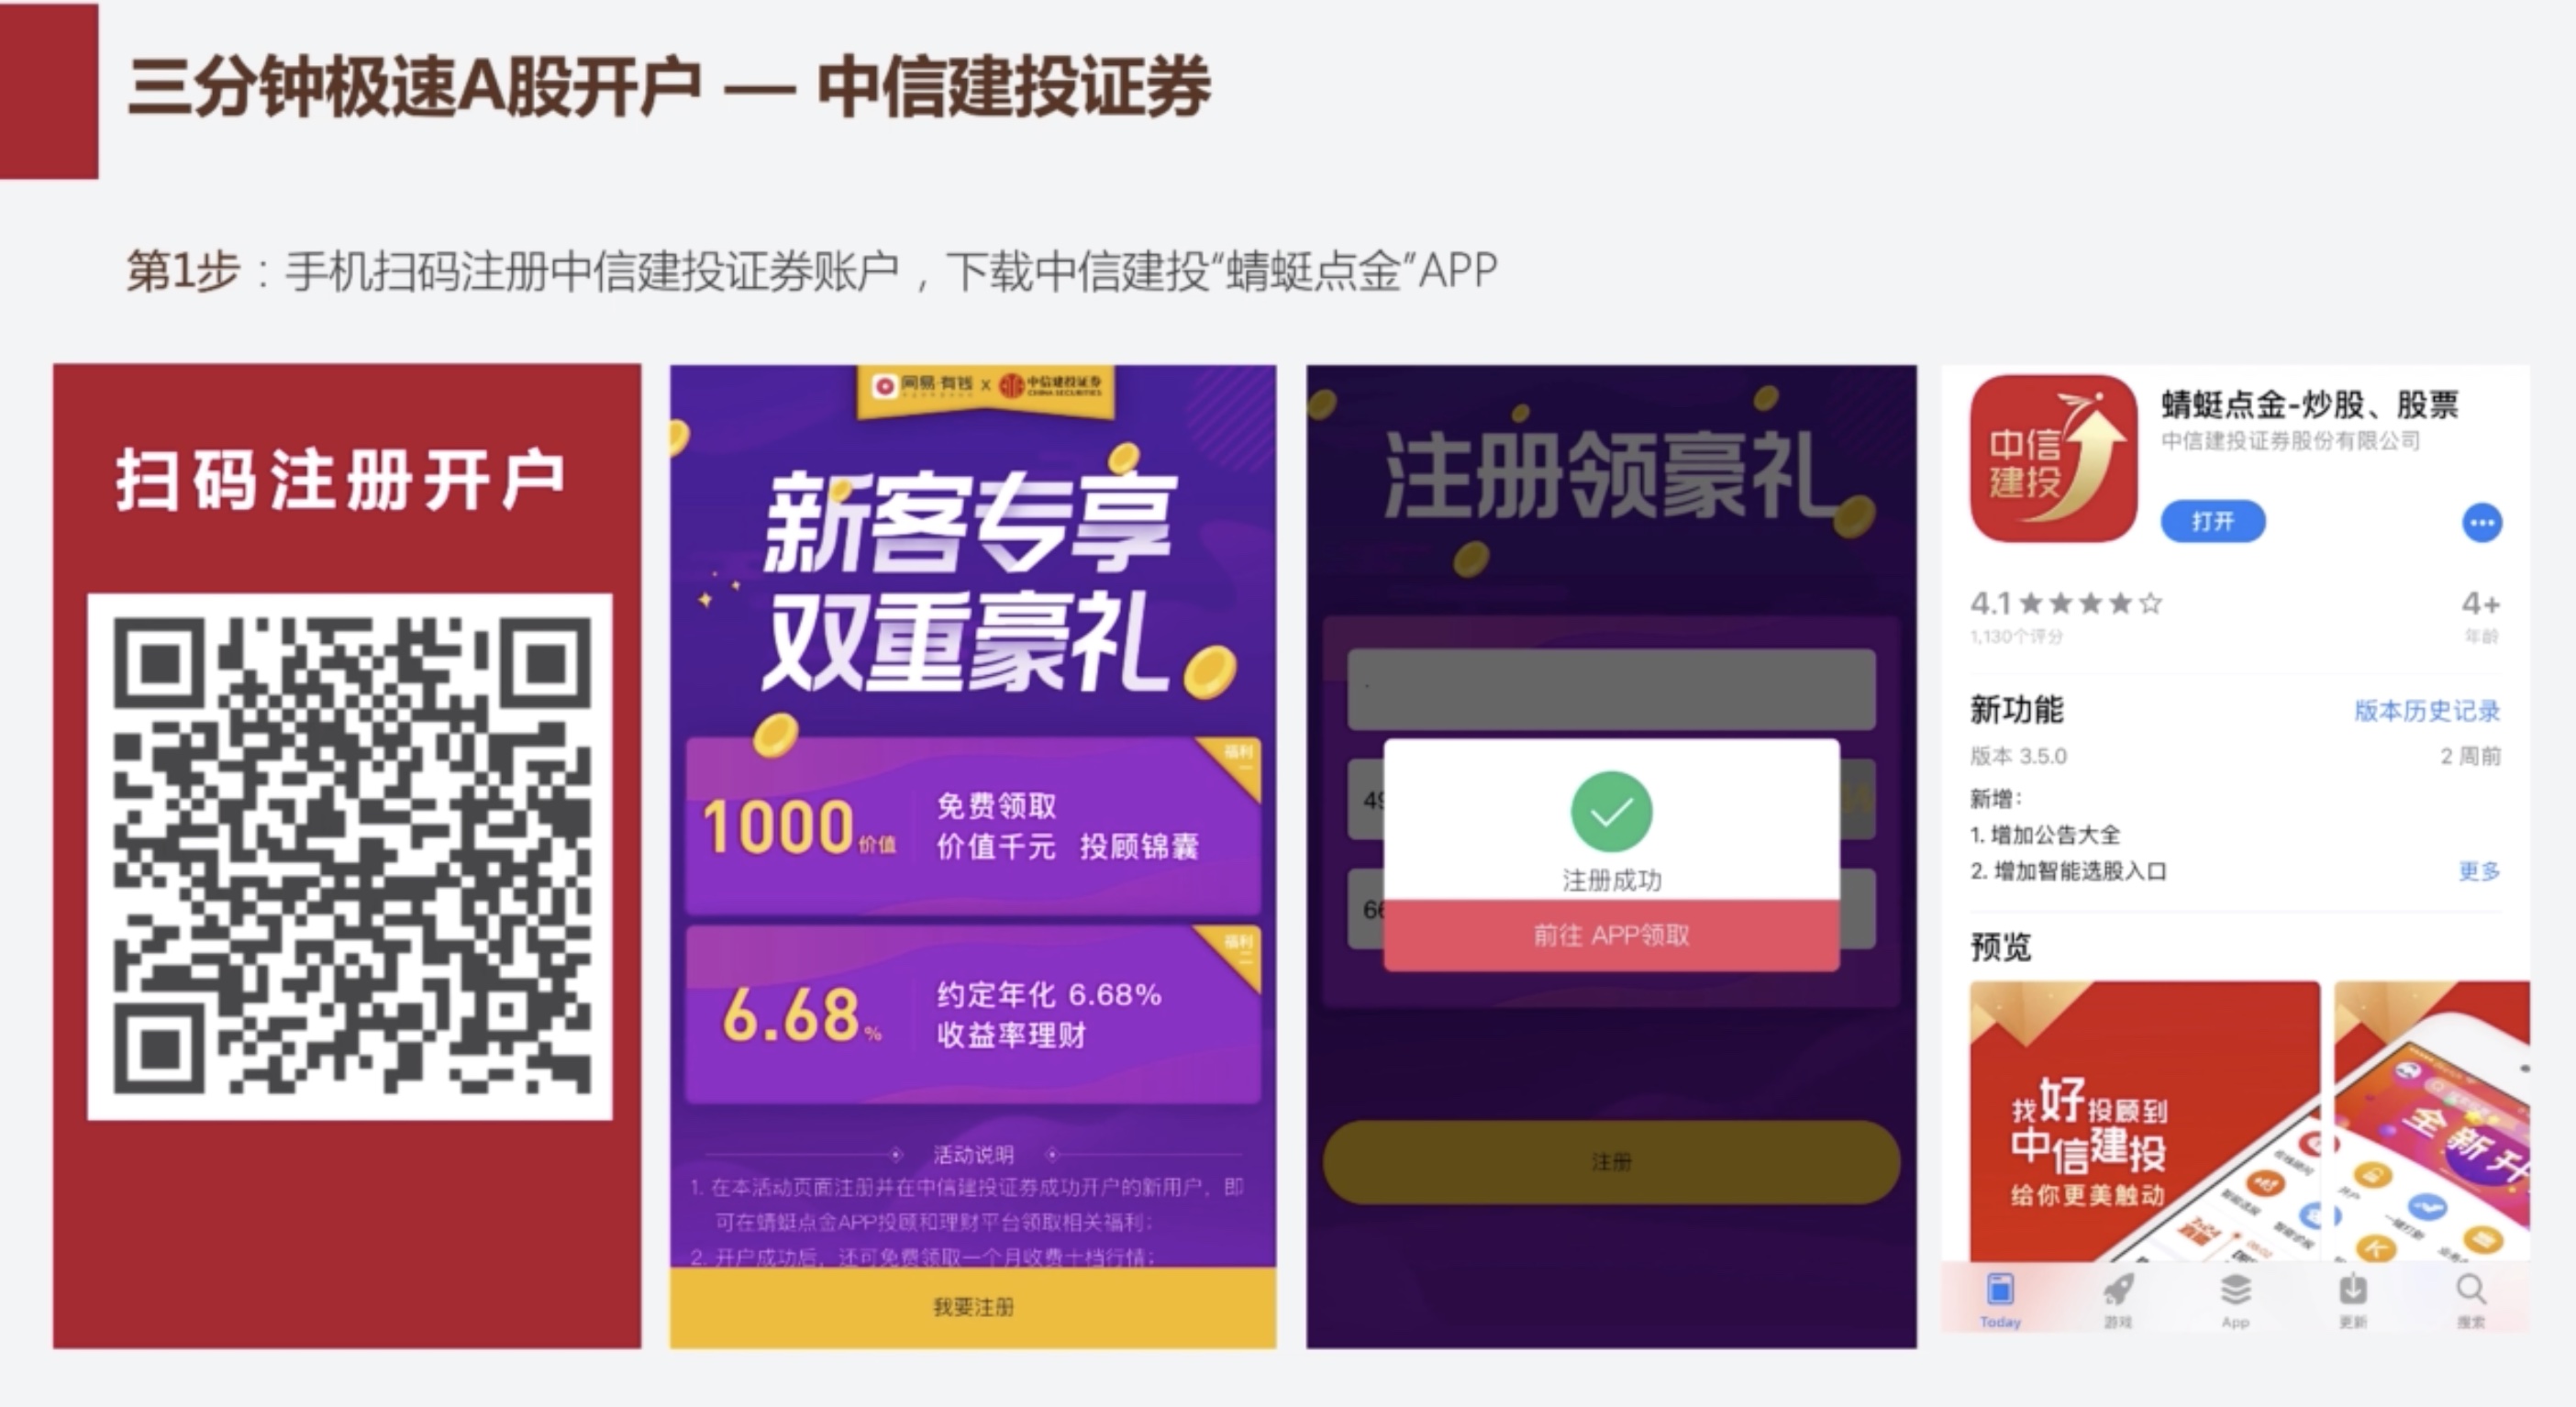 三分钟极速A股开户 — 中信建投证券
第1步：手机扫码注册中信建投证券账户，下载中信建投“蜻蜓点金”APP
扫码注册开户
网易·有钱 x 中信建投证券
CHINA SECURITIES
新客专享
双重豪礼
福利一
1000价值
免费领取
价值千元 投顾锦囊
福利二
6.68%
约定年化 6.68%
收益率理财
活动说明
1. 在本活动页面注册并在中信建投证券成功开户的新用户，即
可在蜻蜓点金APP投顾和理财平台领取相关福利；
2. 开户成功后，还可免费领取一个月收费十档行情；
我要注册
注册领豪礼
49
66
注册成功
前往 APP领取
注册
中信
建投
蜻蜓点金-炒股、股票
中信建投证券股份有限公司
打开
4.1★★★★☆
1,130个评分
4+
年龄
新功能
版本历史记录
版本 3.5.0
2 周前
新增：
1. 增加公告大全
2. 增加智能选股入口
更多
预览
找好投顾到
中信建投
给你更美触动
全新升
Today
游戏
App
更新
搜索